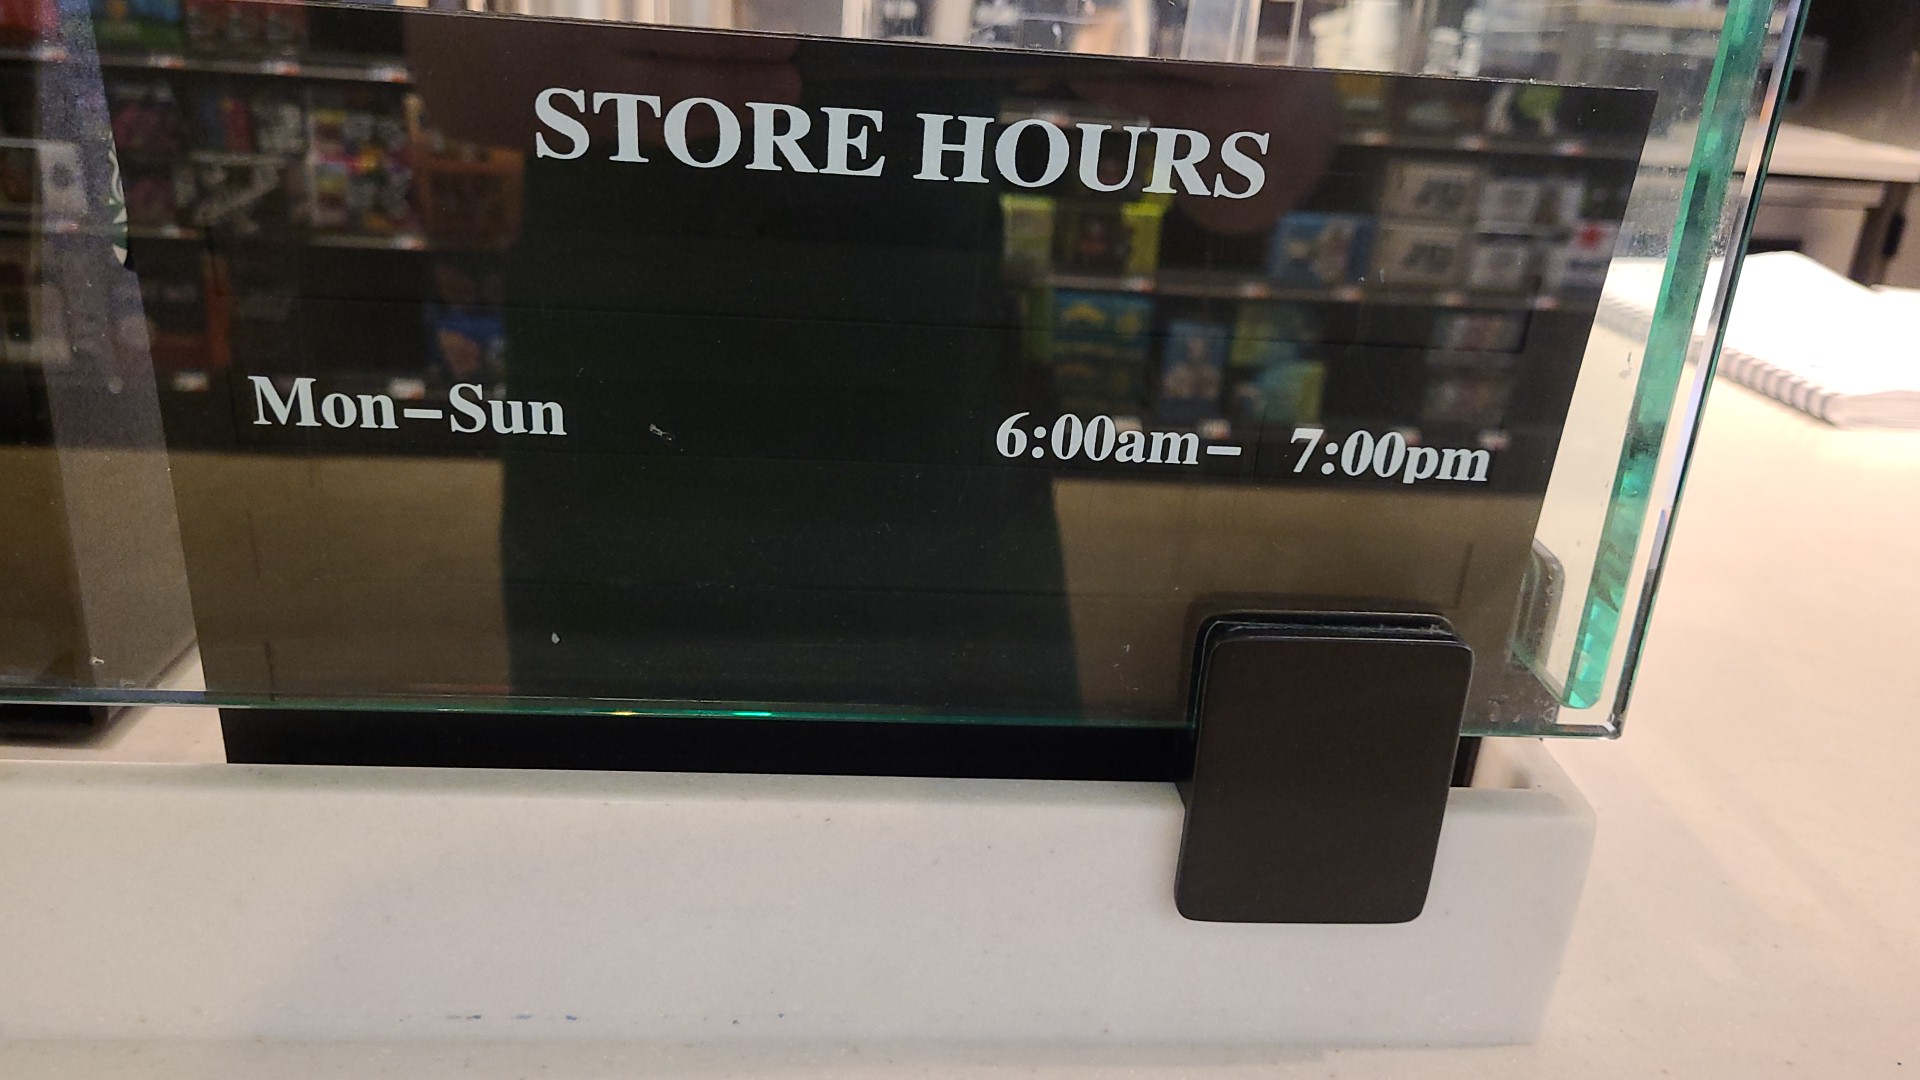 STORE HOURS
Mon–Sun 6:00am– 7:00pm